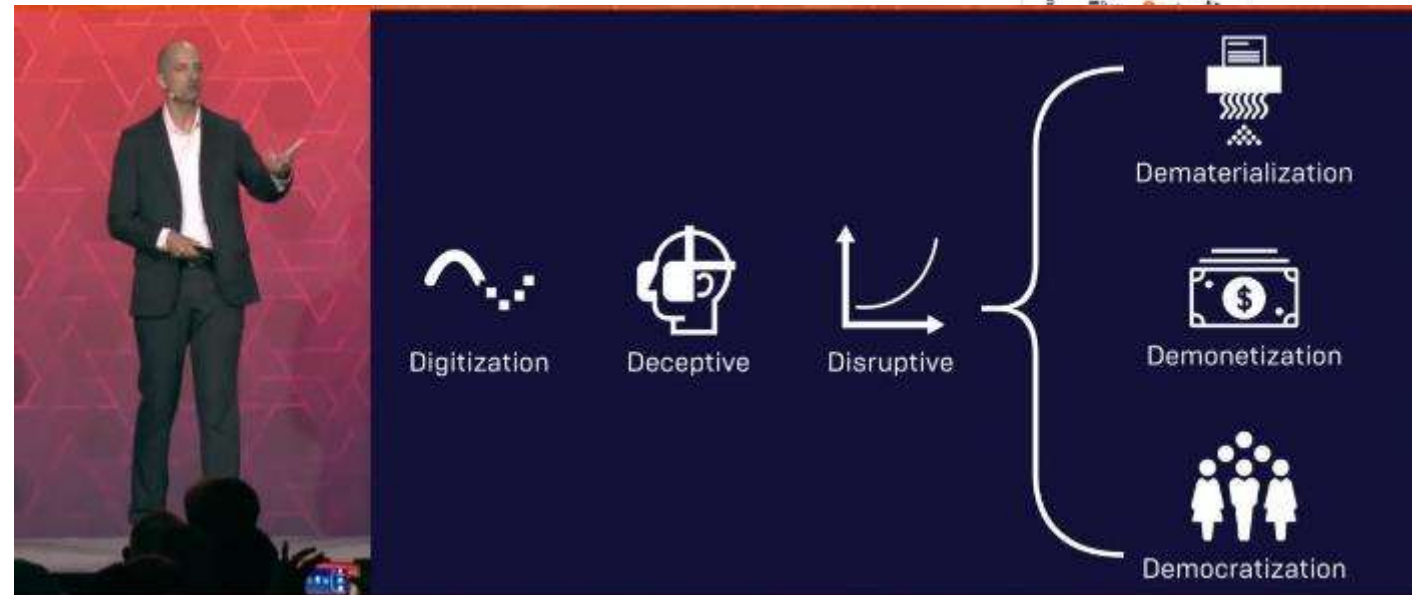 Digitization
Deceptive
Disruptive
Dematerialization
$
Demonetization
Democratization